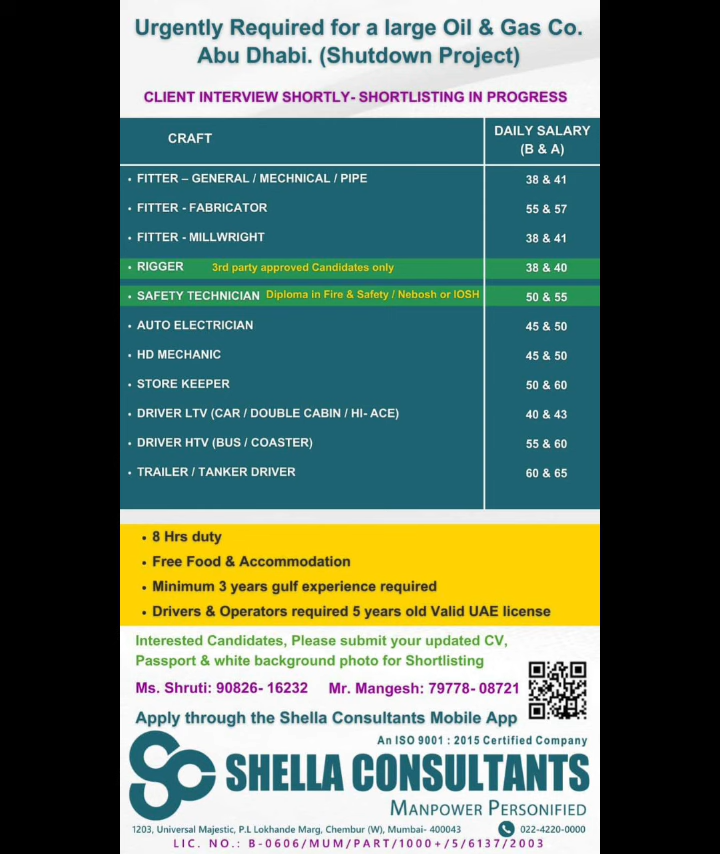 Urgently Required for a large Oil & Gas Co.
Abu Dhabi. (Shutdown Project)
CLIENT INTERVIEW SHORTLY- SHORTLISTING IN PROGRESS
CRAFT
DAILY SALARY
(B & A)
• FITTER – GENERAL / MECHNICAL / PIPE 38 & 41
• FITTER - FABRICATOR 55 & 57
• FITTER - MILLWRIGHT 38 & 41
• RIGGER 3rd party approved Candidates only 38 & 40
• SAFETY TECHNICIAN Diploma in Fire & Safety / Nebosh or IOSH 50 & 55
• AUTO ELECTRICIAN 45 & 50
• HD MECHANIC 45 & 50
• STORE KEEPER 50 & 60
• DRIVER LTV (CAR / DOUBLE CABIN / HI- ACE) 40 & 43
• DRIVER HTV (BUS / COASTER) 55 & 60
• TRAILER / TANKER DRIVER 60 & 65
• 8 Hrs duty
• Free Food & Accommodation
• Minimum 3 years gulf experience required
• Drivers & Operators required 5 years old Valid UAE license
Interested Candidates, Please submit your updated CV,
Passport & white background photo for Shortlisting
Ms. Shruti: 90826- 16232 Mr. Mangesh: 79778- 08721
Apply through the Shella Consultants Mobile App
An ISO 9001 : 2015 Certified Company
SHELLA CONSULTANTS
MANPOWER PERSONIFIED
1203, Universal Majestic, P.L Lokhande Marg, Chembur (W), Mumbai- 400043 022-4220-0000
LIC. NO.: B-0606/MUM/PART/1000+/5/6137/2003